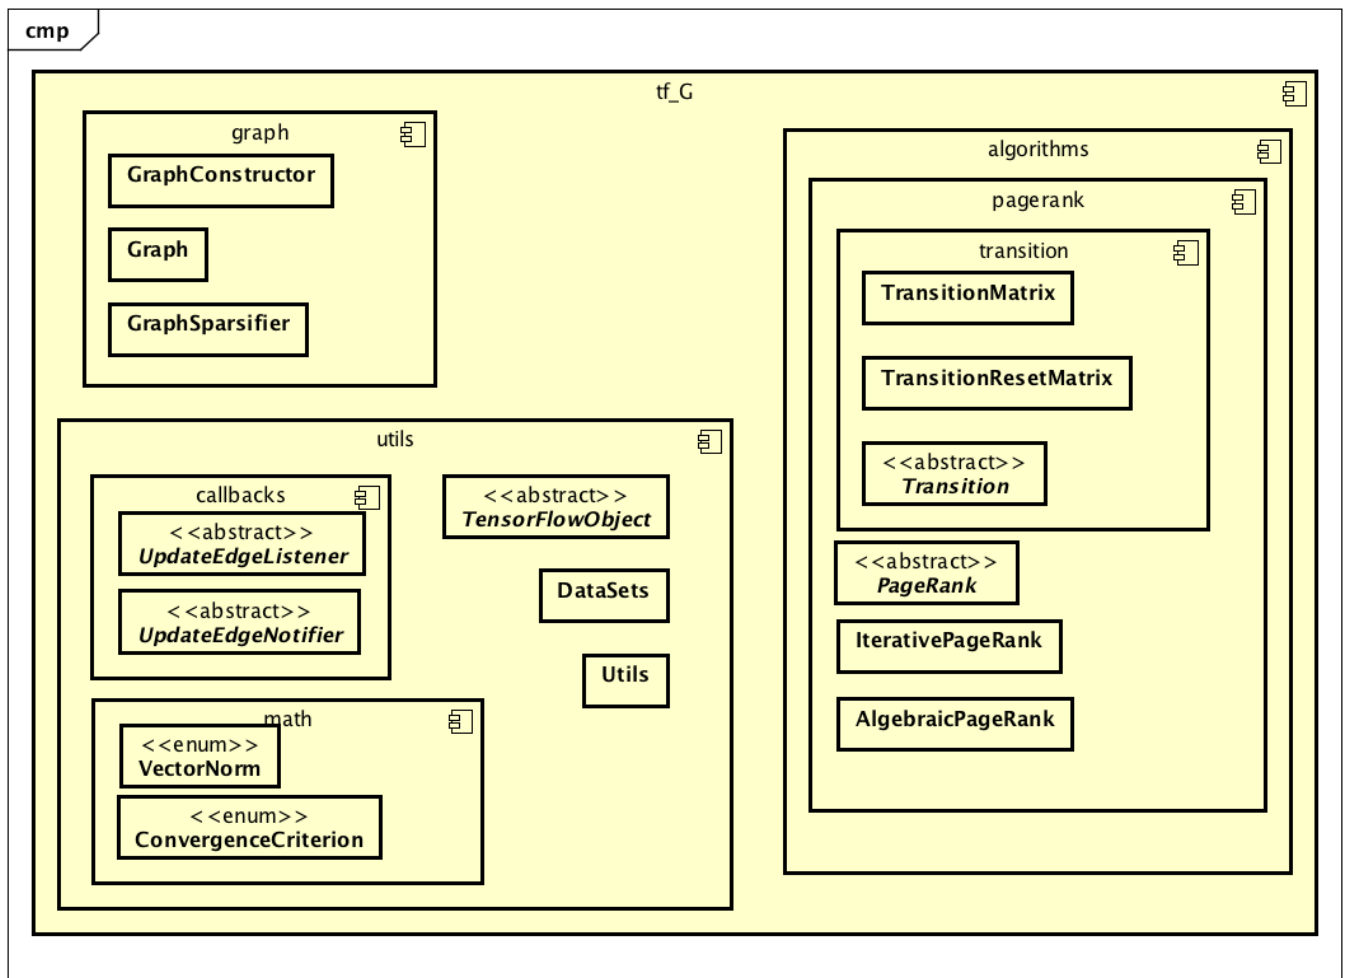 cmp
tf_G
graph
GraphConstructor
Graph
GraphSparsifier
utils
callbacks
<<abstract>>
UpdateEdgeListener
<<abstract>>
UpdateEdgeNotifier
<<abstract>>
TensorFlowObject
DataSets
Utils
math
<<enum>>
VectorNorm
<<enum>>
ConvergenceCriterion
algorithms
pagerank
transition
TransitionMatrix
TransitionResetMatrix
<<abstract>>
Transition
<<abstract>>
PageRank
IterativePageRank
AlgebraicPageRank